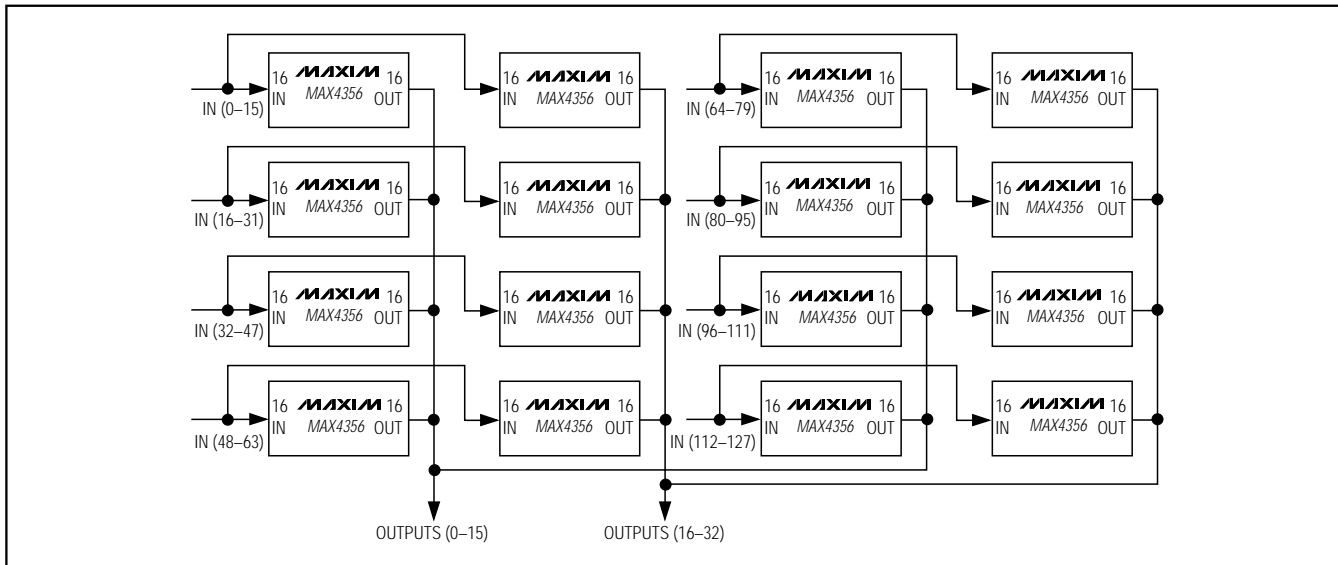 16 MAXIM 16
IN MAX4356 OUT
IN (0–15)
16 MAXIM 16
IN MAX4356 OUT
16 MAXIM 16
IN MAX4356 OUT
IN (64–79)
16 MAXIM 16
IN MAX4356 OUT
16 MAXIM 16
IN MAX4356 OUT
IN (16–31)
16 MAXIM 16
IN MAX4356 OUT
16 MAXIM 16
IN MAX4356 OUT
IN (80–95)
16 MAXIM 16
IN MAX4356 OUT
16 MAXIM 16
IN MAX4356 OUT
IN (32–47)
16 MAXIM 16
IN MAX4356 OUT
16 MAXIM 16
IN MAX4356 OUT
IN (96–111)
16 MAXIM 16
IN MAX4356 OUT
16 MAXIM 16
IN MAX4356 OUT
IN (48–63)
16 MAXIM 16
IN MAX4356 OUT
16 MAXIM 16
IN MAX4356 OUT
IN (112–127)
16 MAXIM 16
IN MAX4356 OUT
OUTPUTS (0–15)
OUTPUTS (16–32)